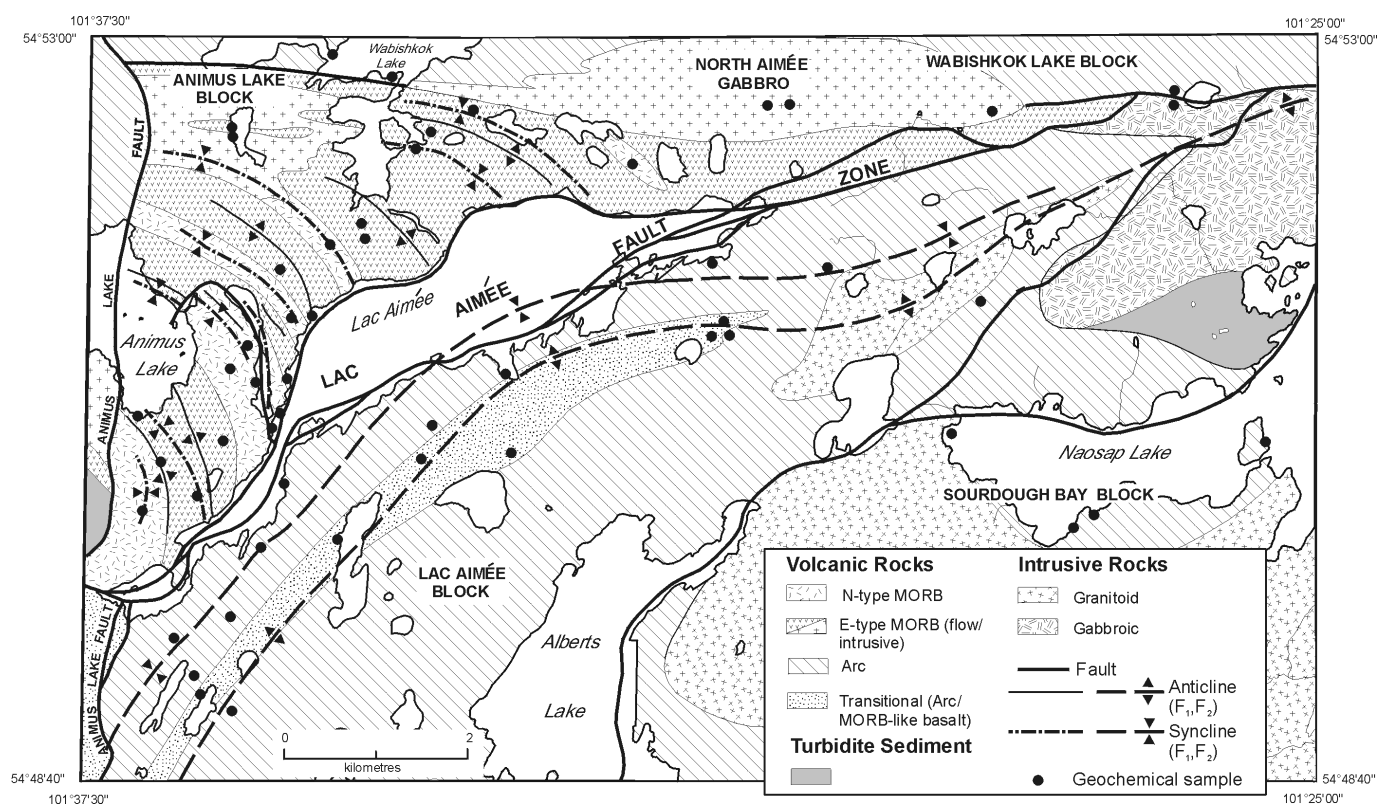 101°37'30"
101°25'00"
54°53'00"
54°53'00"
Wabishkok
Lake
NORTH AIMÉE
GABBRO
WABISHKOK LAKE BLOCK
ANIMUS LAKE
BLOCK
FAULT
LAKE
ANIMUS
ZONE
FAULT
AIMÉE
LAC
Lac Aimée
Animus
Lake
Naosap Lake
SOURDOUGH BAY BLOCK
LAC AIMÉE
BLOCK
Alberts
Lake
ANIMUS LAKE FAULT
0 2
kilometres
Volcanic Rocks
N-type MORB
E-type MORB (flow/
intrusive)
Arc
Transitional (Arc/
MORB-like basalt)
Turbidite Sediment
Intrusive Rocks
Granitoid
Gabbroic
Fault
Anticline
(F₁,F₂)
Syncline
(F₁,F₂)
Geochemical sample
54°48'40"
54°48'40"
101°37'30"
101°25'00"